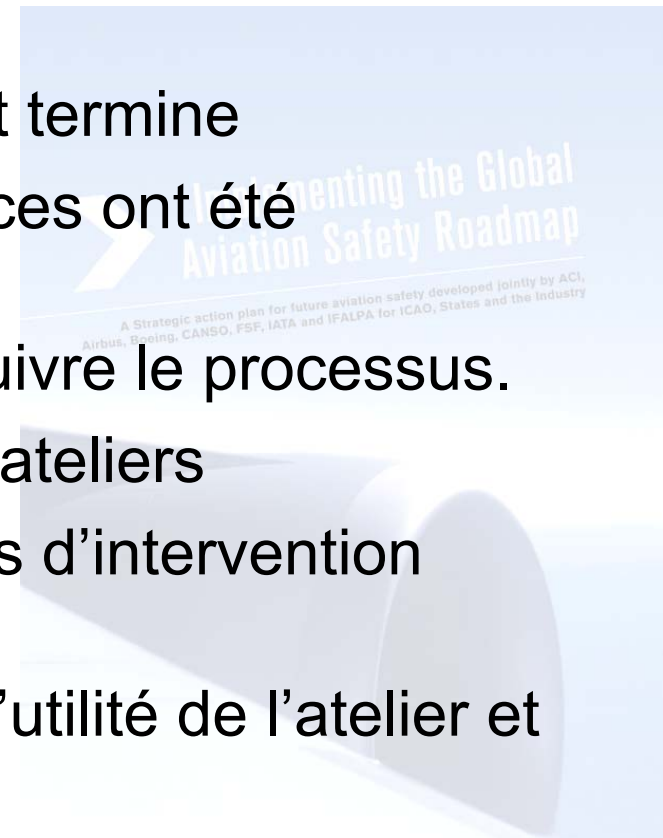 t termine
ces ont été
Implementing the Global
Aviation Safety Roadmap
A Strategic action plan for future aviation safety developed jointly by ACI,
Airbus, Boeing, CANSO, FSF, IATA and IFALPA for ICAO, States and the Industry
uivre le processus.
ateliers
s d’intervention
’utilité de l’atelier et